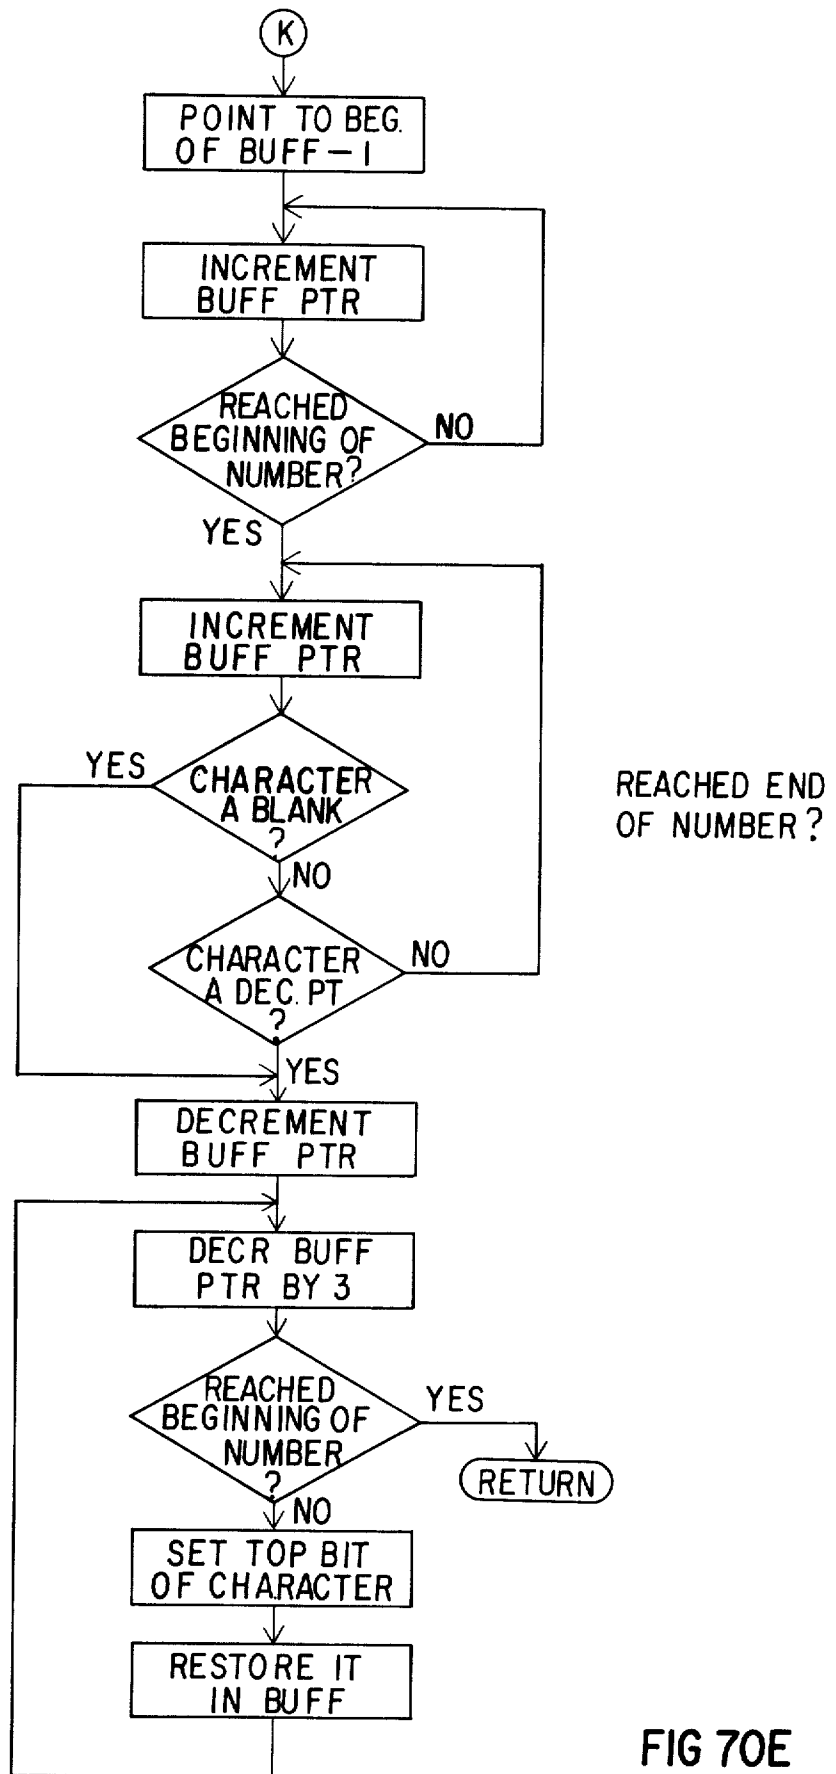 K
POINT TO BEG.
OF BUFF-1
INCREMENT
BUFF PTR
REACHED
BEGINNING OF
NUMBER?
NO
YES
INCREMENT
BUFF PTR
YES
CHARACTER
A BLANK
?
REACHED END
OF NUMBER?
NO
CHARACTER
A DEC. PT
?
NO
YES
DECREMENT
BUFF PTR
DECR BUFF
PTR BY 3
REACHED
BEGINNING OF
NUMBER
?
YES
RETURN
NO
SET TOP BIT
OF CHARACTER
RESTORE IT
IN BUFF
FIG 70E